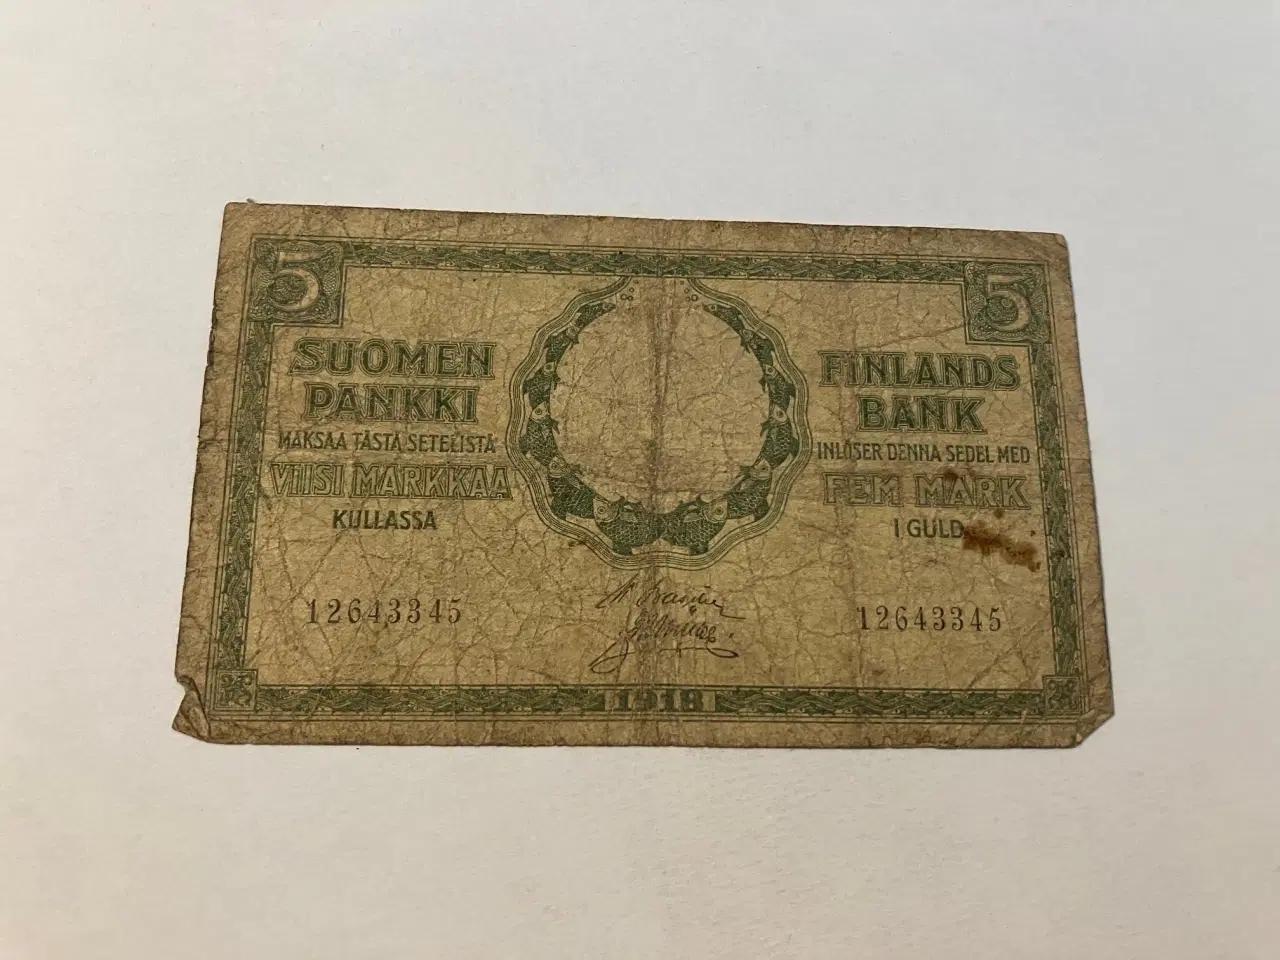 5
5
SUOMEN
PANKKI
MAKSAA TÄSTÄ SETELISTÄ
VIISI MARKKAA
KULLASSA
FINLANDS
BANK
INLÖSER DENNA SEDEL MED
FEM MARK
I GULD
12643345
12643345
1918